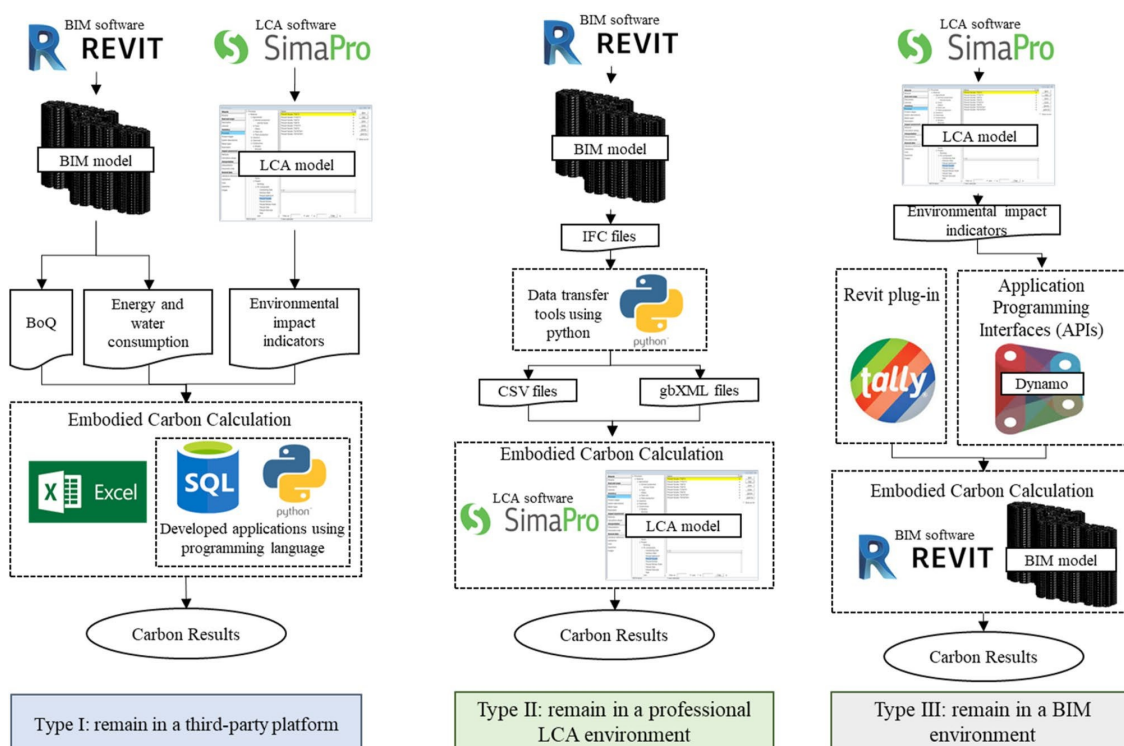 BIM software
REVIT
LCA software
SimaPro
BIM model
LCA model
BoQ
Energy and
water
consumption
Environmental
impact
indicators
Embodied Carbon Calculation
Excel
SQL
python
Developed applications using
programming language
Carbon Results
Type I: remain in a third-party platform
BIM software
REVIT
BIM model
IFC files
Data transfer
tools using
python
python
CSV files
gbXML files
Embodied Carbon Calculation
LCA software
SimaPro
LCA model
Carbon Results
Type II: remain in a professional
LCA environment
LCA software
SimaPro
LCA model
Environmental impact
indicators
Revit plug-in
tally
Application
Programming
Interfaces (APIs)
Dynamo
Embodied Carbon Calculation
BIM software
REVIT
BIM model
Carbon Results
Type III: remain in a BIM
environment